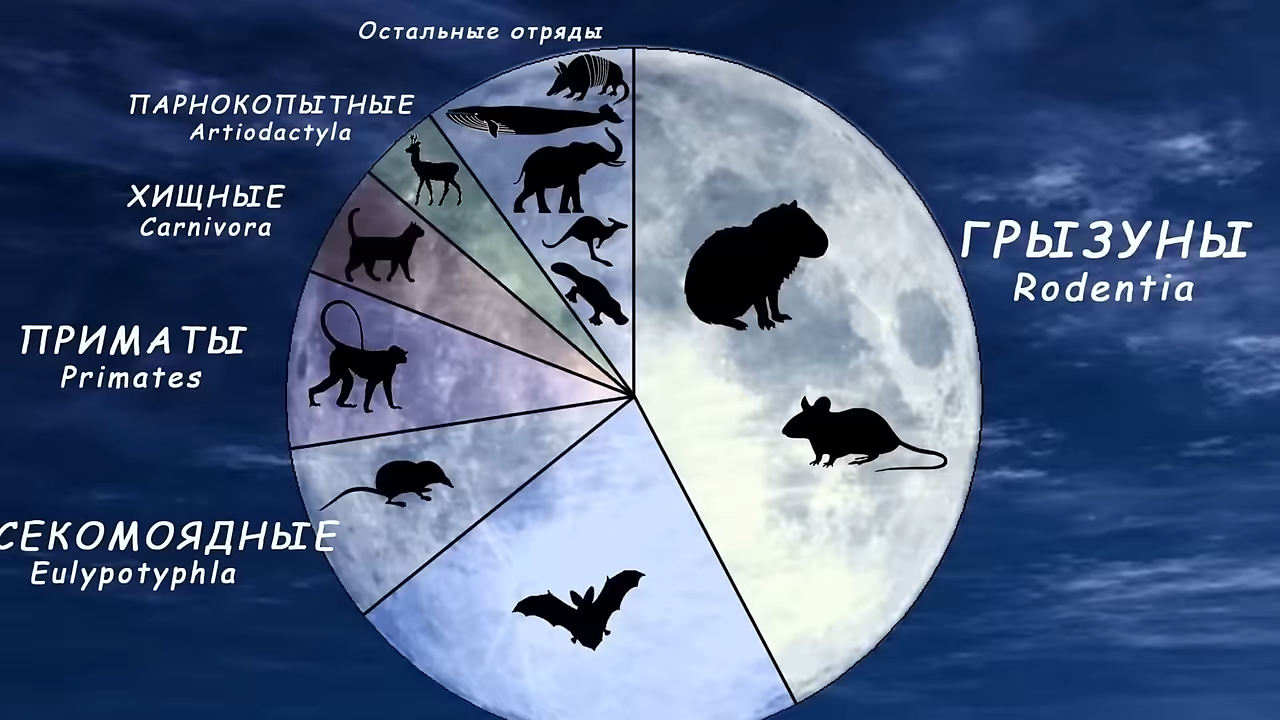 Остальные отряды
ПАРНОКОПЫТНЫЕ
Artiodactyla
ХИЩНЫЕ
Carnivora
ГРЫЗУНЫ
Rodentia
ПРИМАТЫ
Primates
СЕКОМОЯДНЫЕ
Eulypotyphla